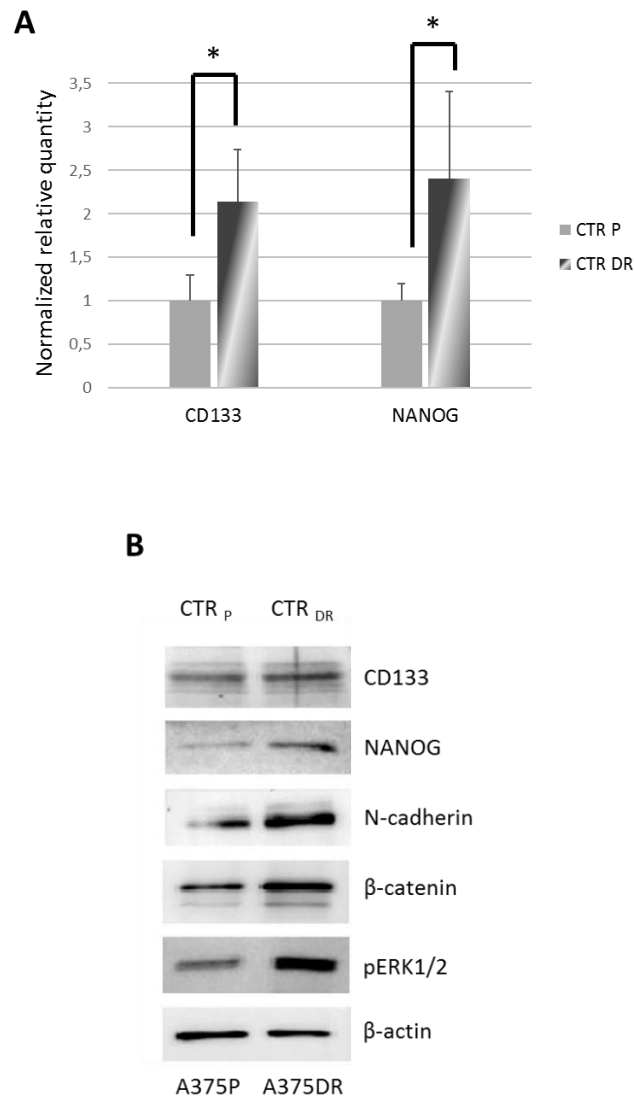 A
*
*
Normalized relative quantity
3,5
3
2,5
2
1,5
1
0,5
0
CD133
NANOG
CTR P
CTR DR
B
CTR P
CTR DR
CD133
NANOG
N-cadherin
β-catenin
pERK1/2
β-actin
A375P
A375DR